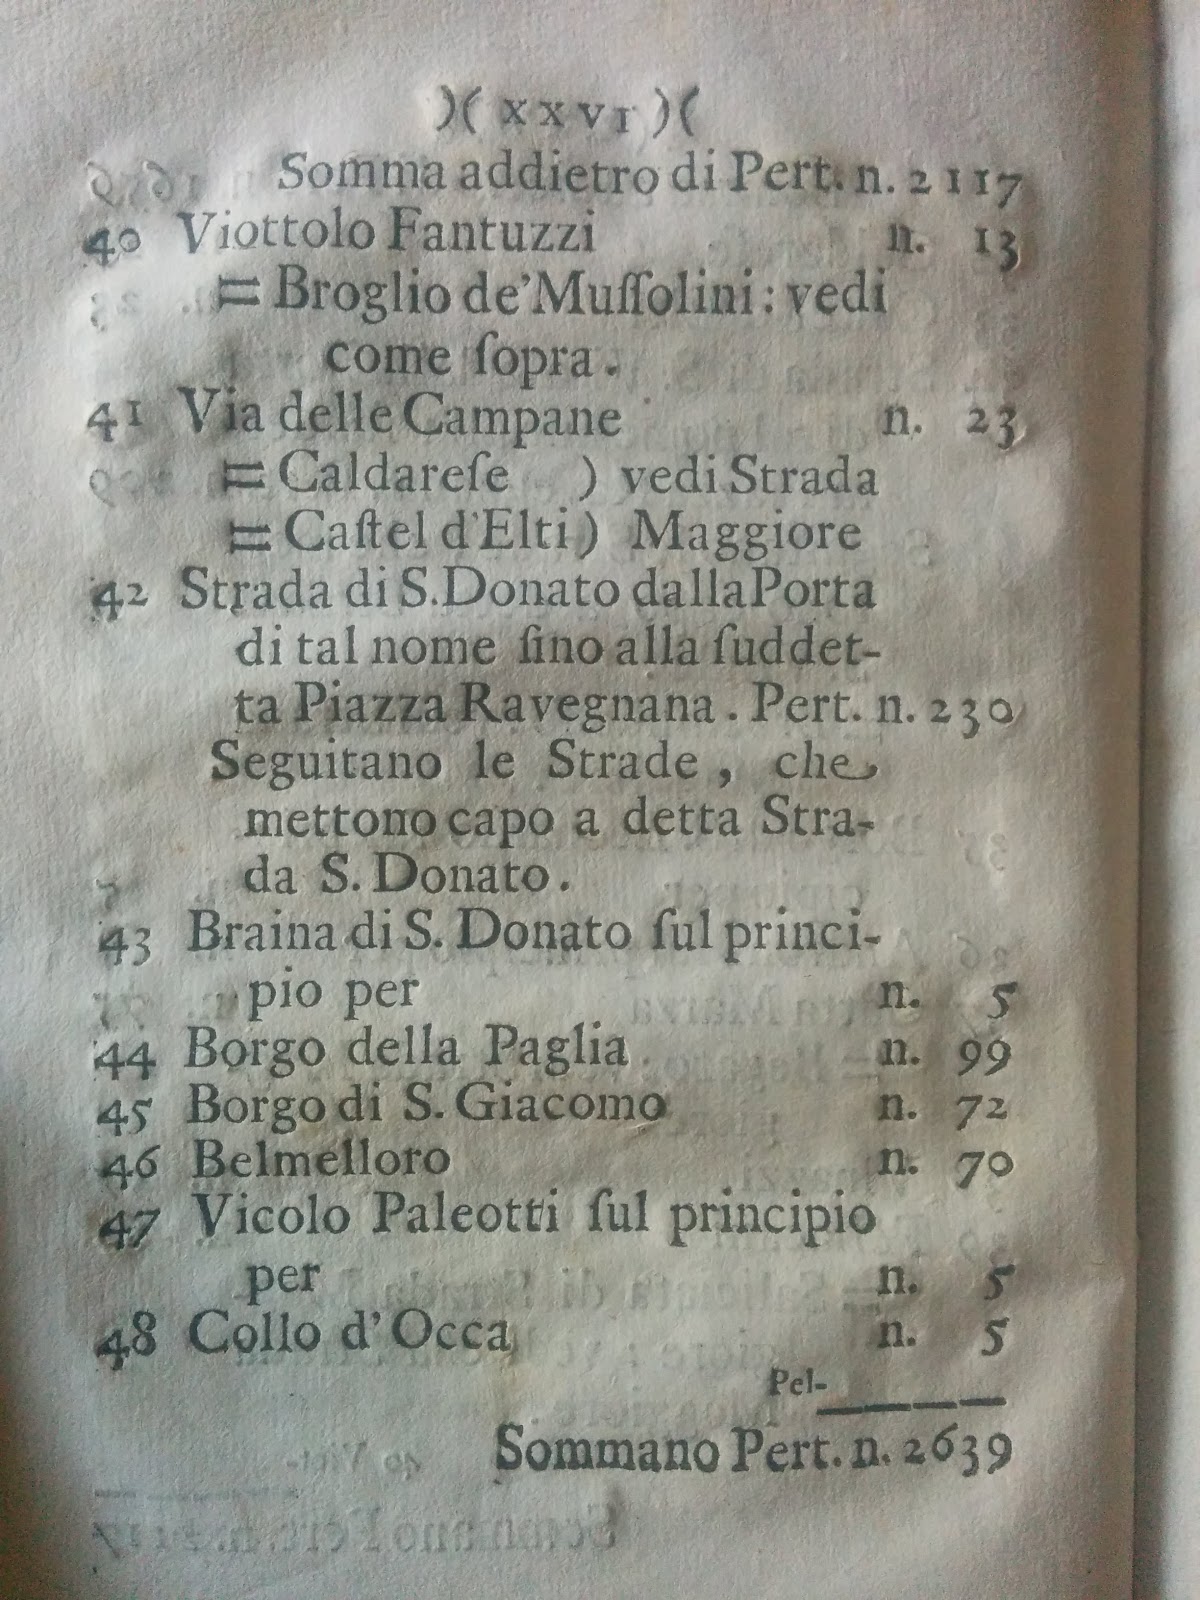 )( XXVI )(
Somma addietro di Pert. n. 2117
40 Viottolo Fantuzzi n. 13
= Broglio de'Muſſolini: vedi
come ſopra.
41 Via delle Campane n. 23
= Caldareſe ) vedi Strada
= Caſtel d'Elti) Maggiore
42 Strada di S. Donato dalla Porta
di tal nome fino alla ſuddet-
ta Piazza Ravegnana. Pert. n. 230
Seguitano le Strade, che
mettono capo a detta Stra-
da S. Donato.
43 Braina di S. Donato ſul princi-
pio per n. 5
44 Borgo della Paglia n. 99
45 Borgo di S. Giacomo n. 72
46 Belmelloro n. 70
47 Vicolo Paleotti ſul principio
per n. 5
48 Collo d'Occa n. 5
Pel-
Sommano Pert. n. 2639